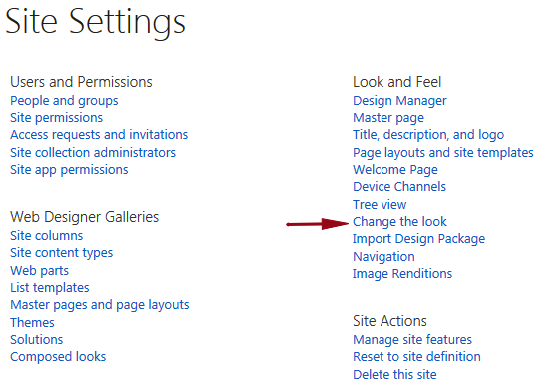 Site Settings
Users and Permissions
People and groups
Site permissions
Access requests and invitations
Site collection administrators
Site app permissions
Web Designer Galleries
Site columns
Site content types
Web parts
List templates
Master pages and page layouts
Themes
Solutions
Composed looks
Look and Feel
Design Manager
Master page
Title, description, and logo
Page layouts and site templates
Welcome Page
Device Channels
Tree view
Change the look
Import Design Package
Navigation
Image Renditions
Site Actions
Manage site features
Reset to site definition
Delete this site